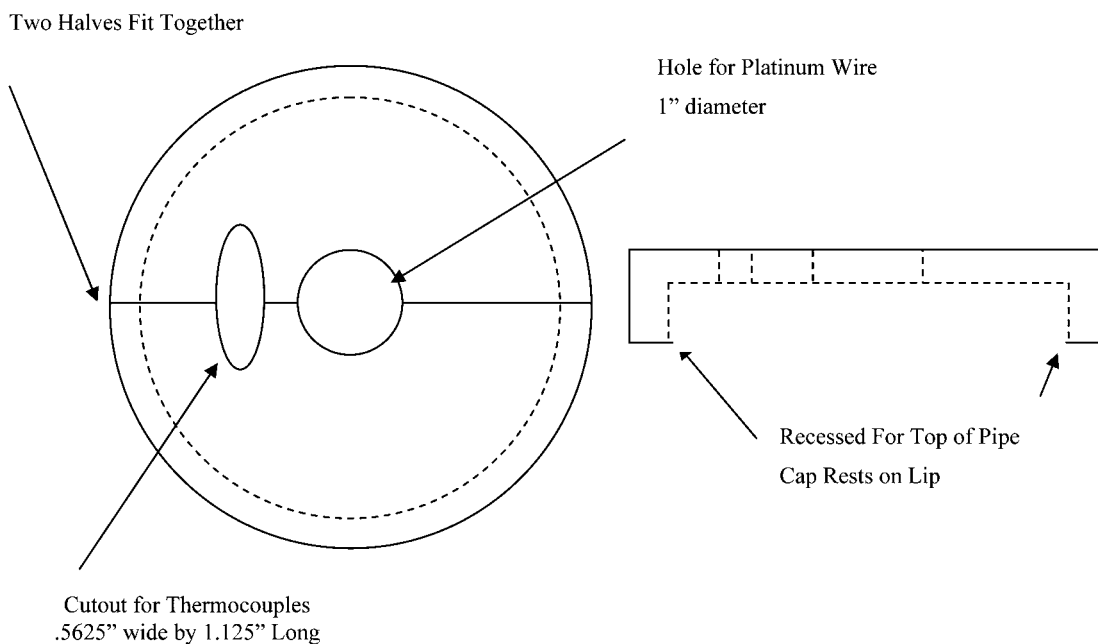 Two Halves Fit Together
Hole for Platinum Wire
1” diameter
Recessed For Top of Pipe
Cap Rests on Lip
Cutout for Thermocouples
.5625” wide by 1.125” Long